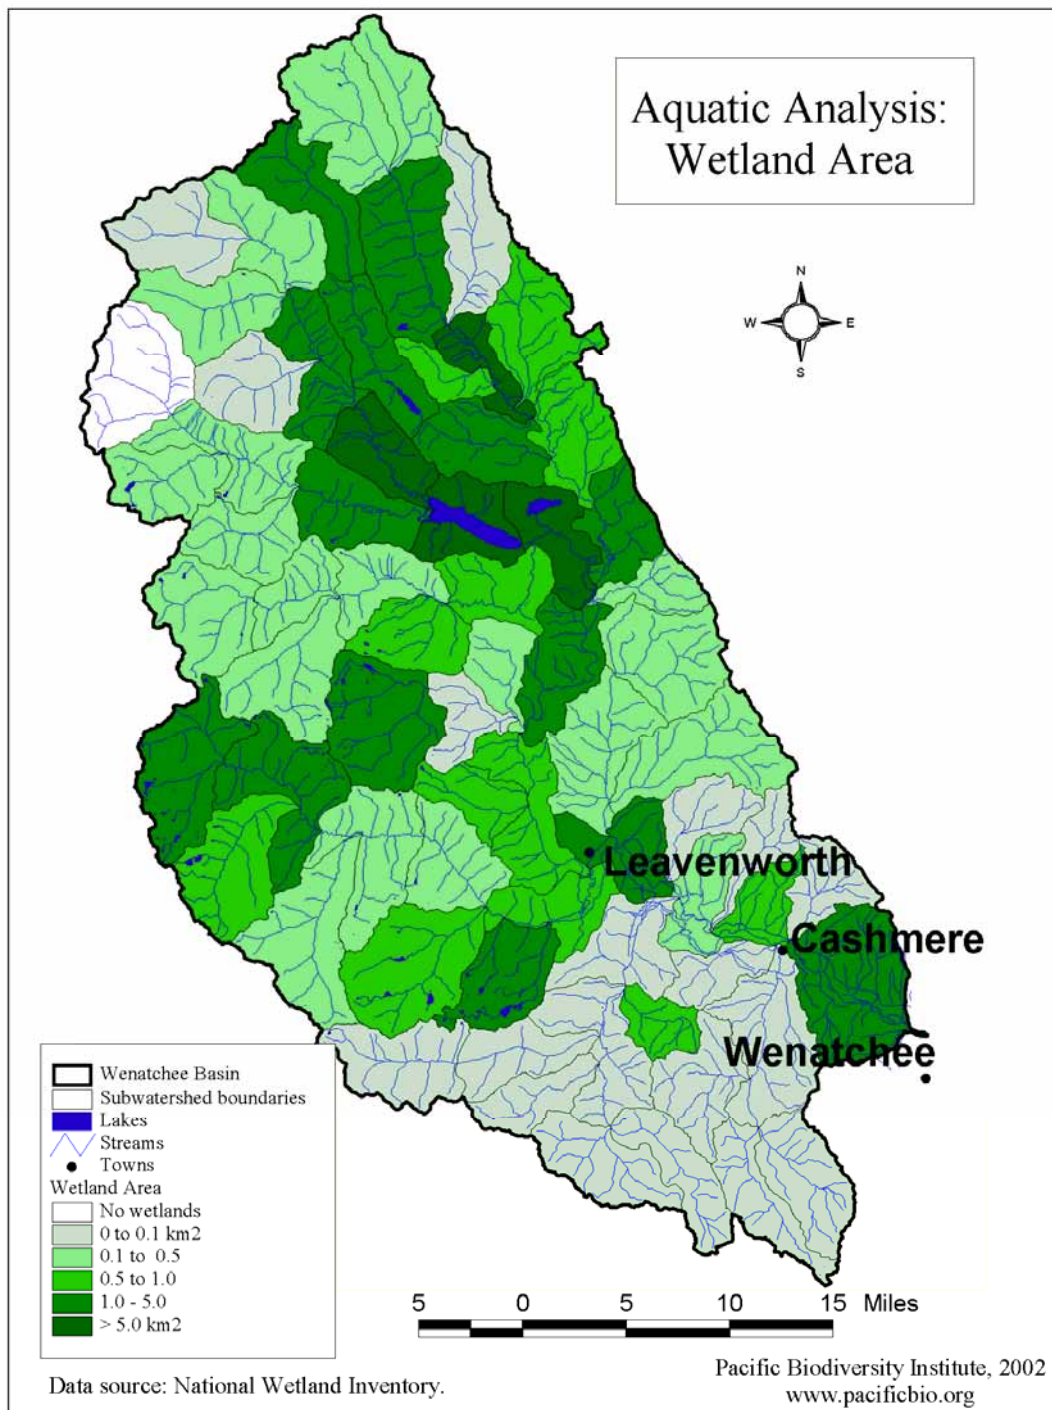 Aquatic Analysis:
Wetland Area
N
W E
S
Leavenworth
Cashmere
Wenatchee
Wenatchee Basin
Subwatershed boundaries
Lakes
Streams
Towns
Wetland Area
No wetlands
0 to 0.1 km2
0.1 to 0.5
0.5 to 1.0
1.0 - 5.0
> 5.0 km2
5 0 5 10 15 Miles
Data source: National Wetland Inventory.
Pacific Biodiversity Institute, 2002
www.pacificbio.org